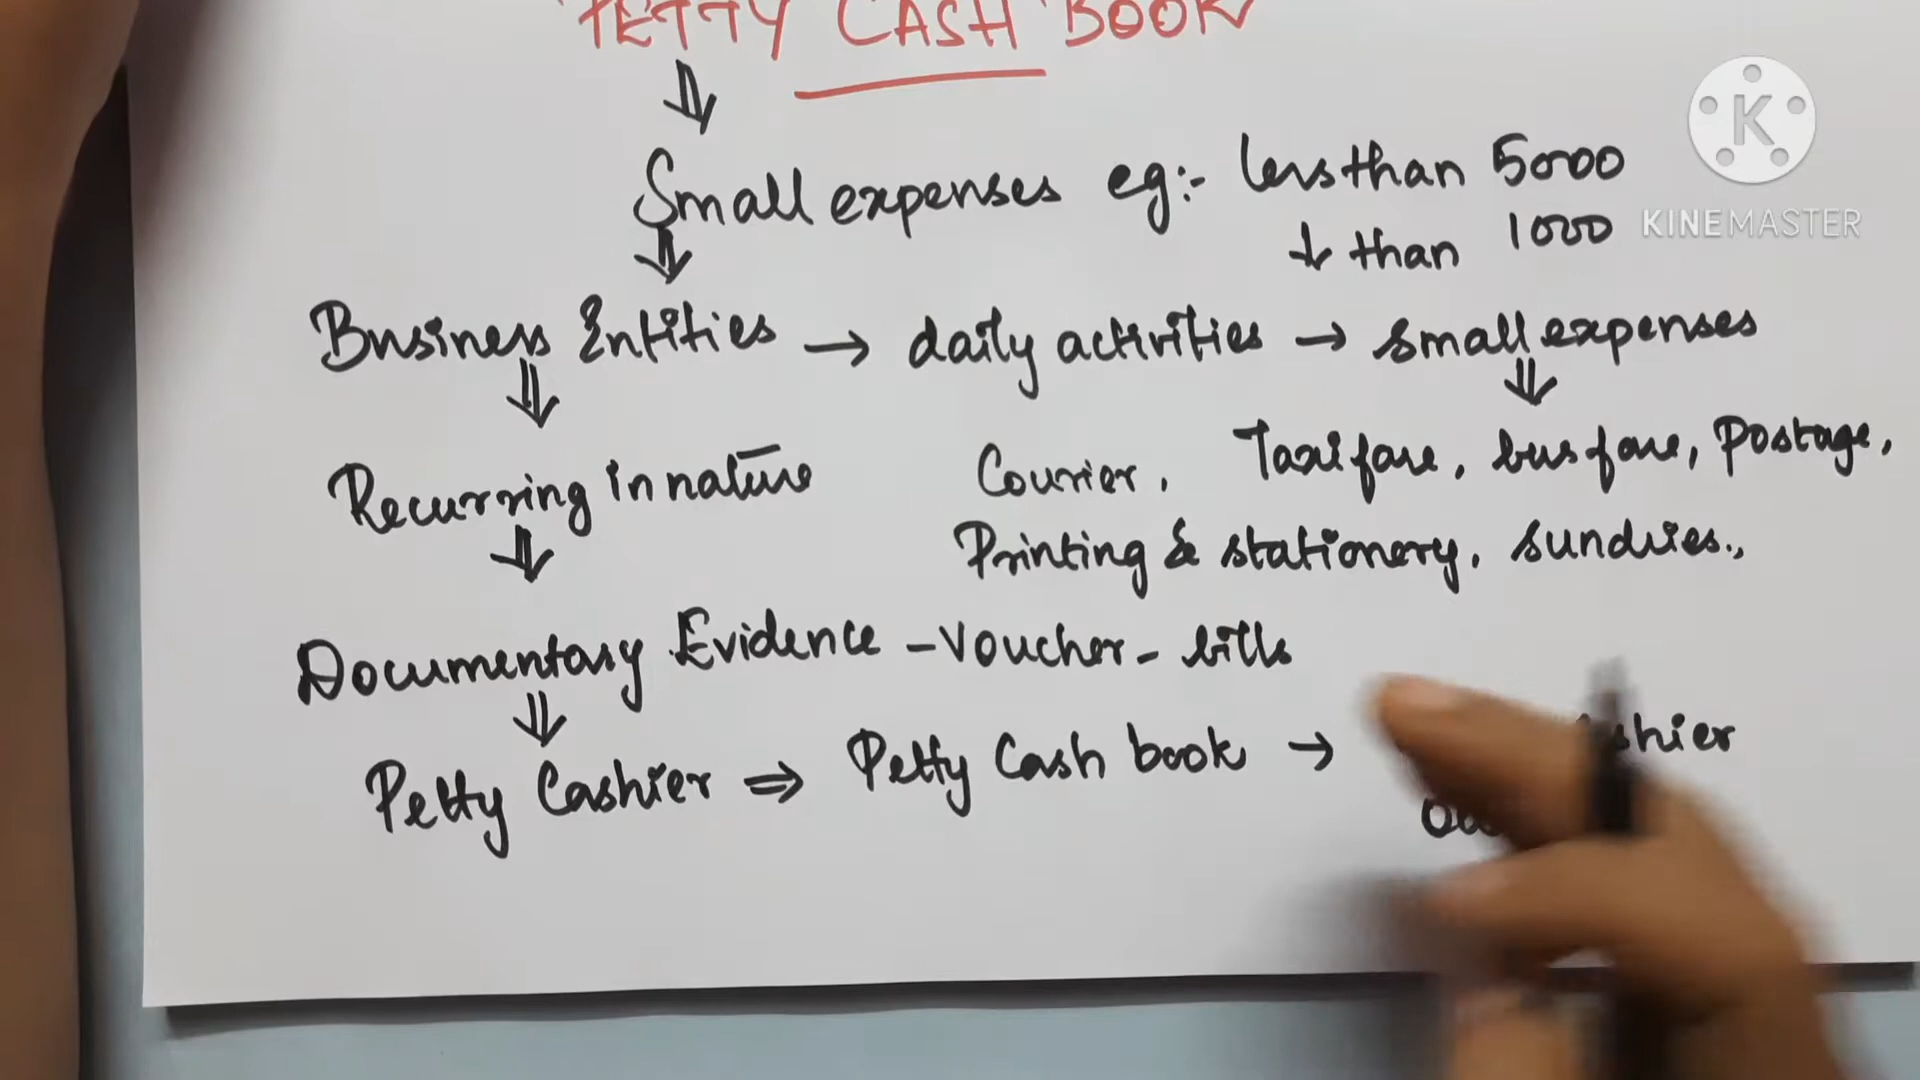 PETTY CASH BOOK
Small expenses eg:- less than 5000
↓ than 1000
Business Entities → daily activities → small expenses
Recurring in nature
Courier, Taxi fare, bus fare, Postage,
Printing & stationery, sundries.,
Documentary Evidence - Voucher - bills
Petty Cashier ⇒ Petty Cash book →
K
KINEMASTER